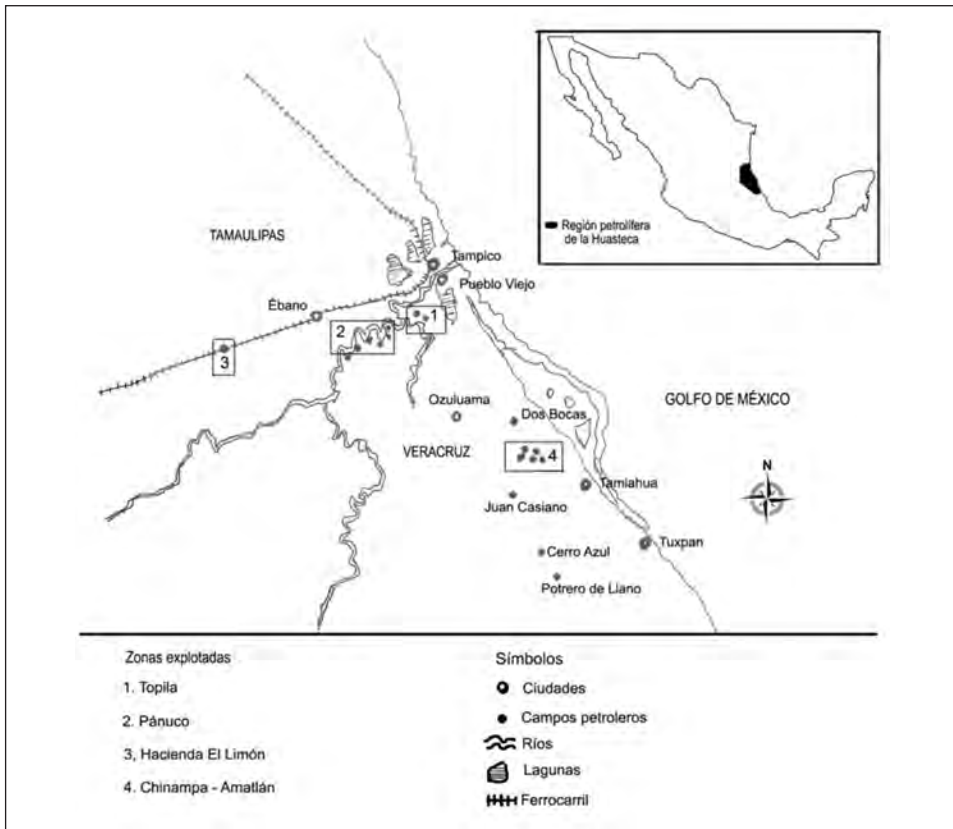 Región petrolífera
de la Huasteca
TAMAULIPAS
Tampico
Pueblo Viejo
Ébano
1
2
3
Ozuluama
Dos Bocas
GOLFO DE MÉXICO
VERACRUZ
4
N
Tamiahua
Juan Casiano
Tuxpan
Cerro Azul
Potrero de Llano
Zonas explotadas
1. Topila
2. Pánuco
3, Hacienda El Limón
4. Chinampa - Amatlán
Símbolos
Ciudades
Campos petroleros
Ríos
Lagunas
Ferrocarril